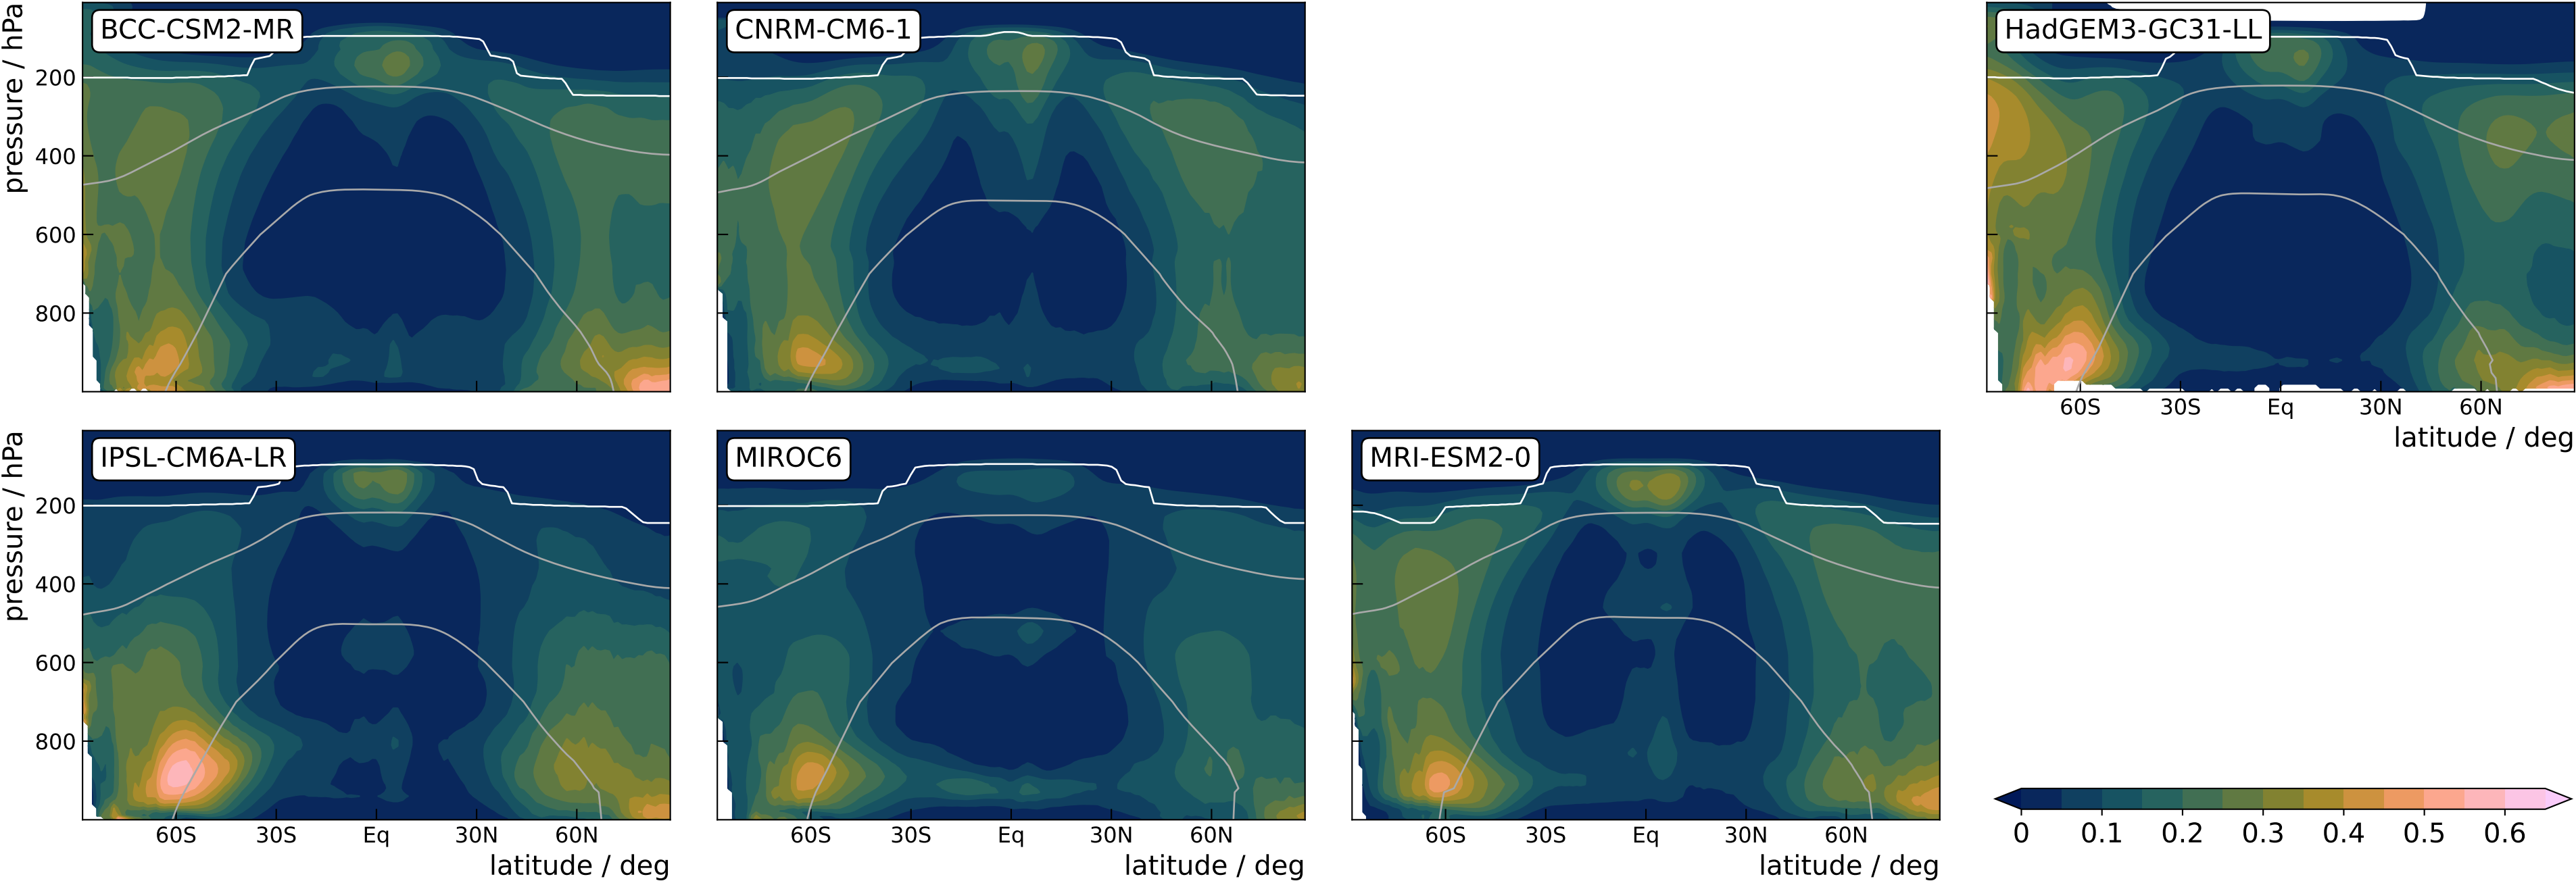 BCC-CSM2-MR
CNRM-CM6-1
HadGEM3-GC31-LL
pressure / hPa
200
400
600
800
60S 30S Eq 30N 60N
latitude / deg
IPSL-CM6A-LR
MIROC6
MRI-ESM2-0
pressure / hPa
200
400
600
800
60S 30S Eq 30N 60N
latitude / deg
60S 30S Eq 30N 60N
latitude / deg
60S 30S Eq 30N 60N
latitude / deg
0 0.1 0.2 0.3 0.4 0.5 0.6